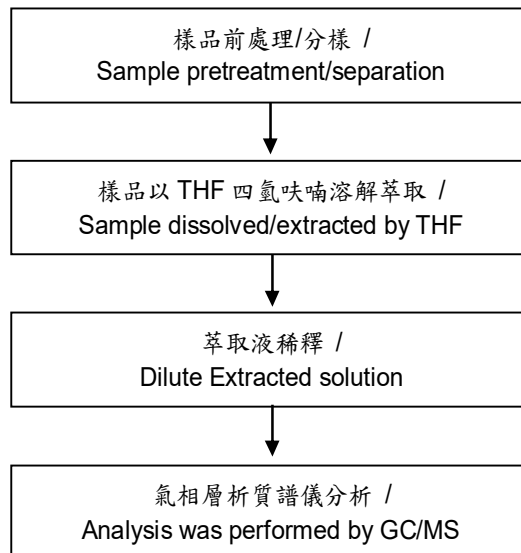 樣品前處理/分樣 /
Sample pretreatment/separation
樣品以 THF 四氫呋喃溶解萃取 /
Sample dissolved/extracted by THF
萃取液稀釋 /
Dilute Extracted solution
氣相層析質譜儀分析 /
Analysis was performed by GC/MS